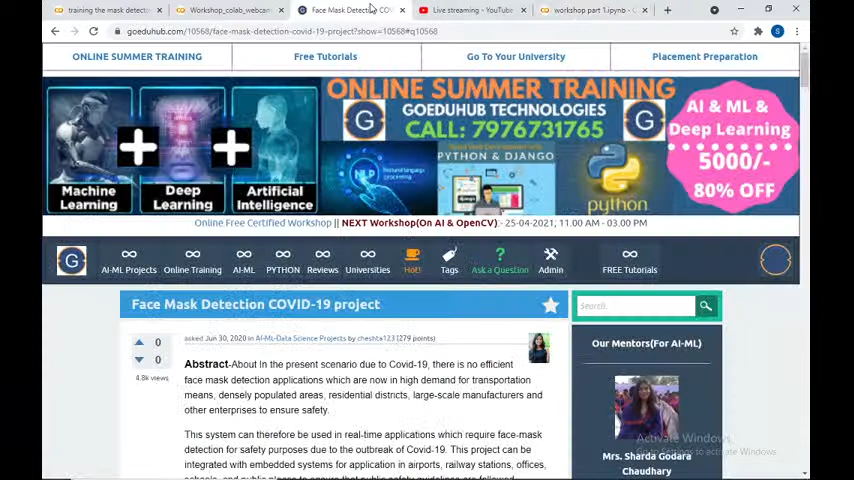 training the mask detect
Workshop_colab_webcam
Face Mask Detect
Live streaming - YouTube
workshop part 1.ipynb - C
goeduhub.com/10568/face-mask-detection-covid-19-project?show=10568#q10568
ONLINE SUMMER TRAINING
Free Tutorials
Go To Your University
Placement Preparation
ONLINE SUMMER TRAINING
GOEDUHUB TECHNOLOGIES
CALL: 7976731765
Machine Learning
Deep Learning
Artificial Intelligence
NLP
PYTHON & DJANGO
python
AI & ML &
Deep Learning
5000/-
80% OFF
Online Free Certified Workshop || NEXT Workshop(On AI & OpenCV)- 25-04-2021, 11.00 AM - 03.00 PM
AI-ML Projects
Online Training
AI-ML
PYTHON
Reviews
Universities
Hot!
Tags
Ask a Question
Admin
FREE Tutorials
Face Mask Detection COVID-19 project
Search.
0
0
4.8k views
asked Jun 30, 2020 in AI-ML-Data Science Projects by cheshta123 (279 points)
Abstract-About In the present scenario due to Covid-19, there is no efficient
face mask detection applications which are now in high demand for transportation
means, densely populated areas, residential districts, large-scale manufacturers and
other enterprises to ensure safety.
This system can therefore be used in real-time applications which require face-mask
detection for safety purposes due to the outbreak of Covid-19. This project can be
integrated with embedded systems for application in airports, railway stations, offices,
Our Mentors(For AI-ML)
Mrs. Sharda Godara
Chaudhary
Activate Windows
Go to Settings to activate Windows.